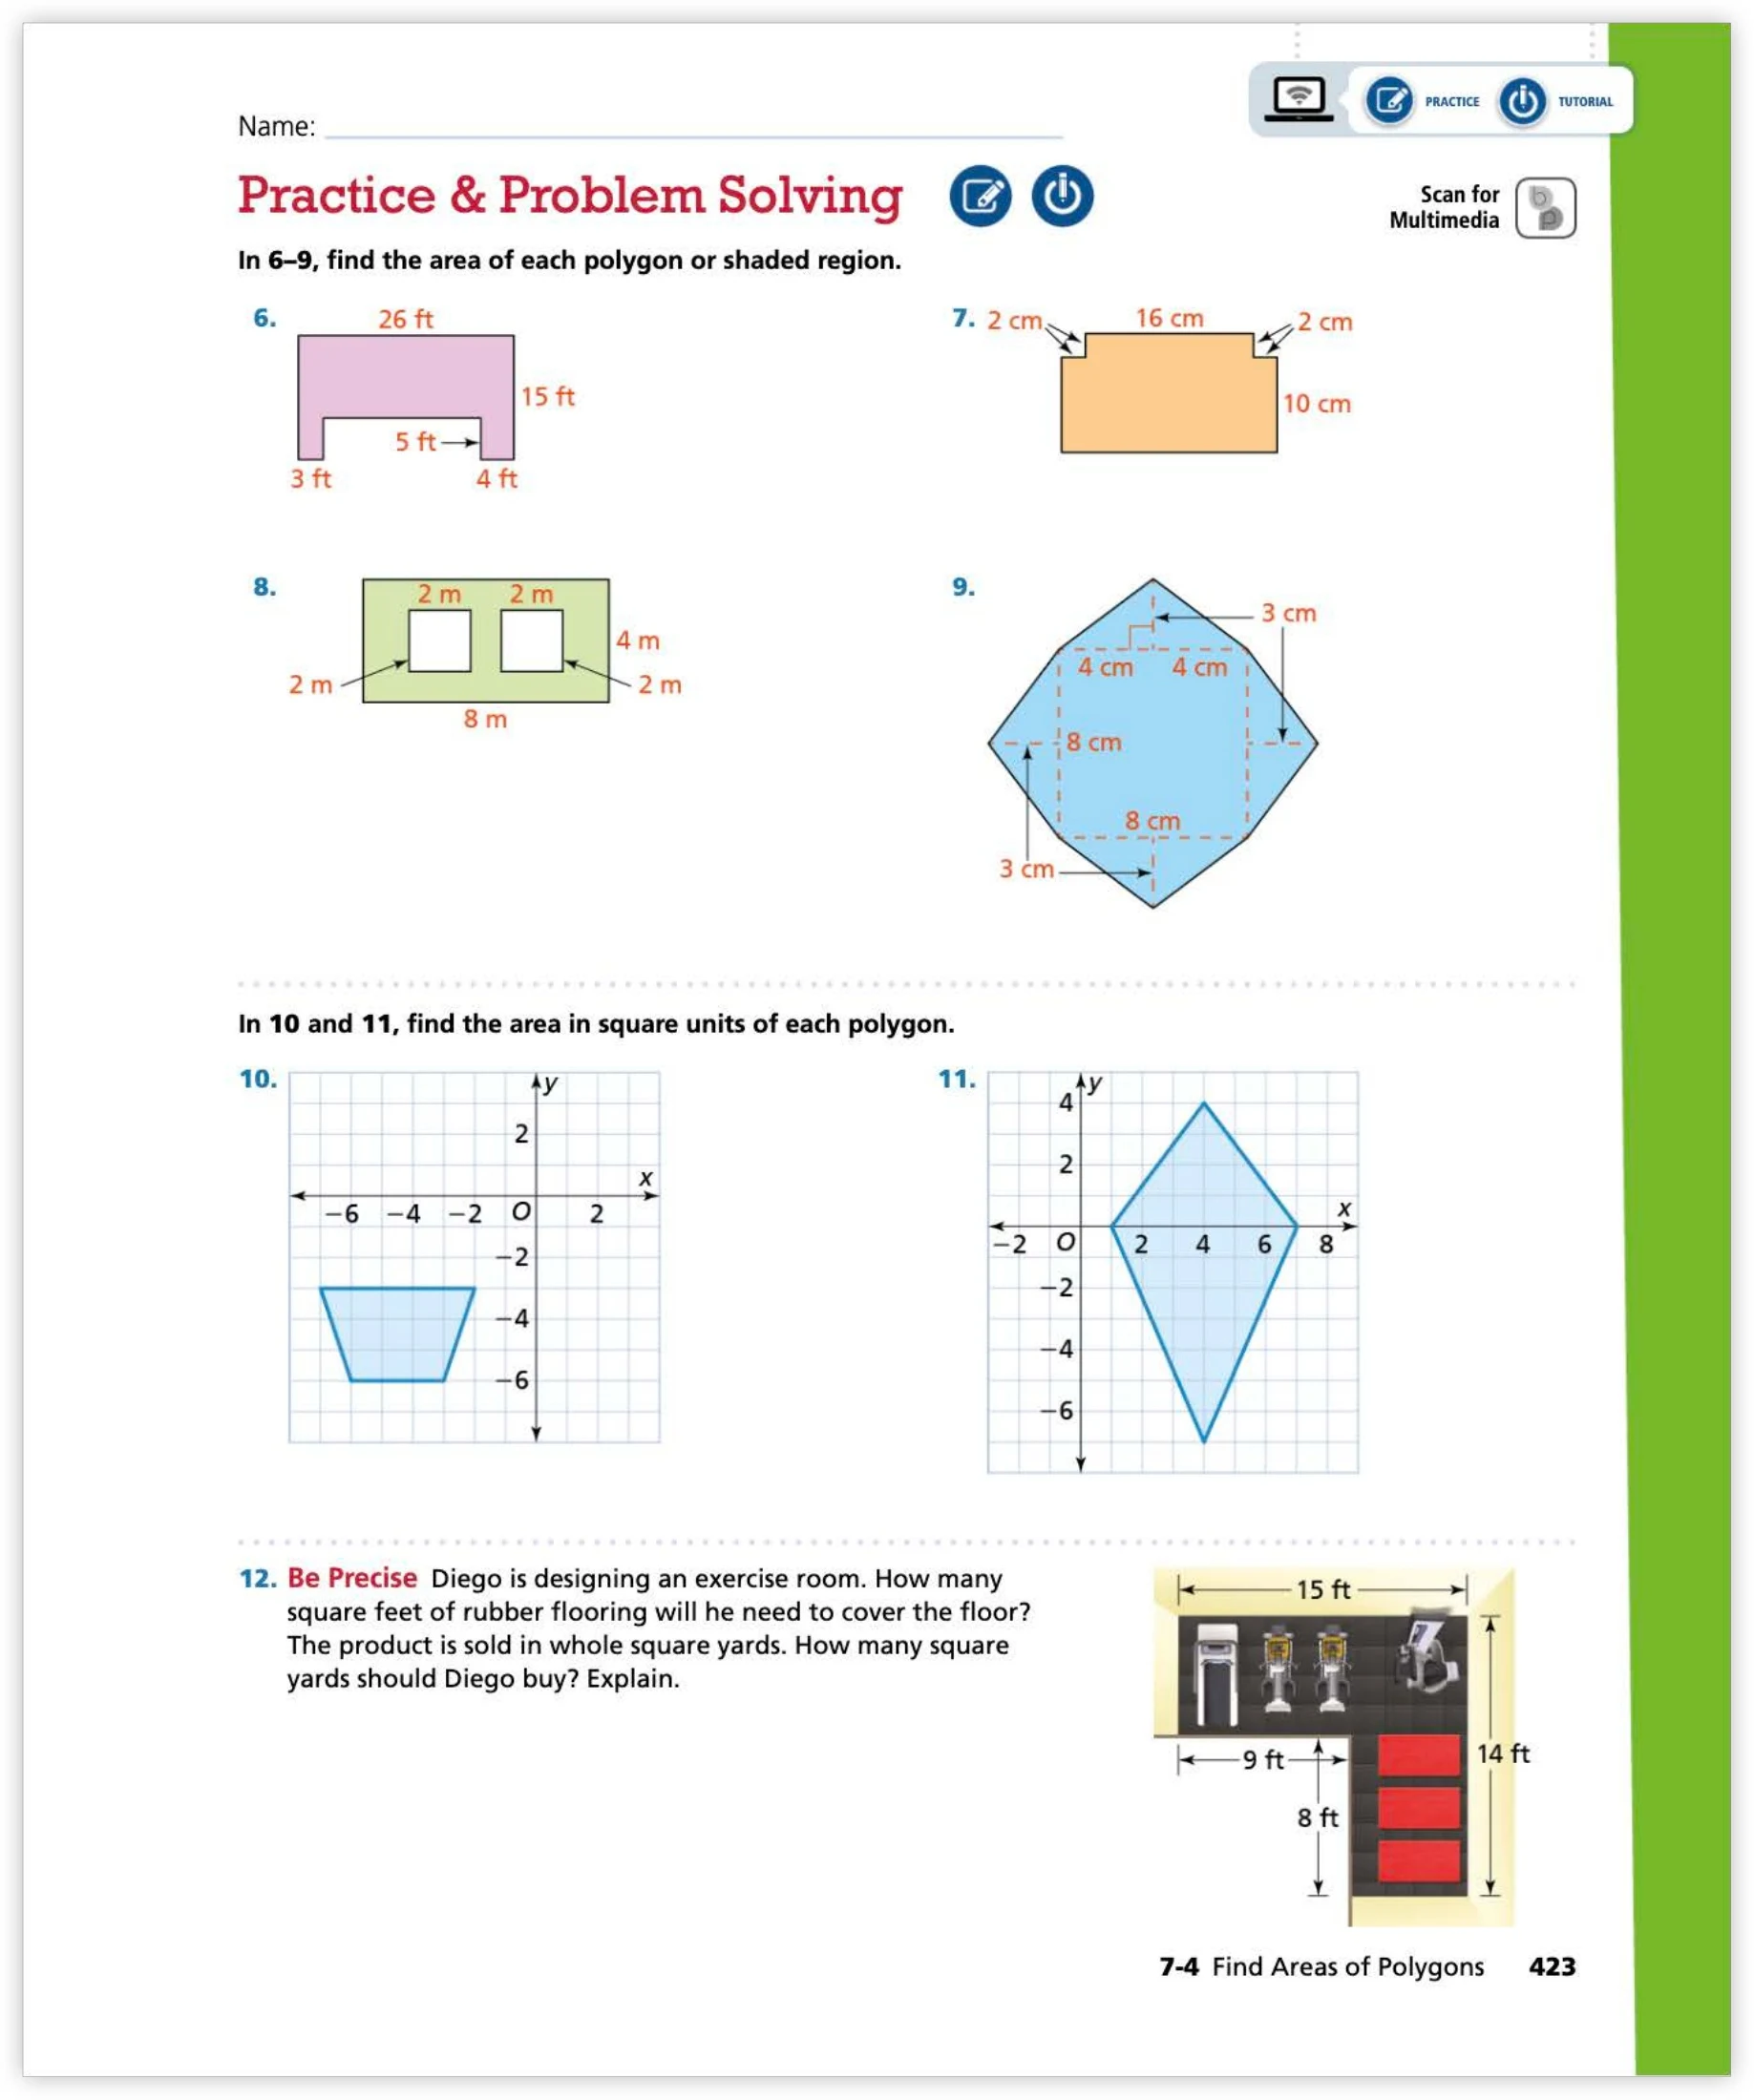 PRACTICE
TUTORIAL
Name:
Practice & Problem Solving
Scan for
Multimedia
In 6–9, find the area of each polygon or shaded region.
6.
26 ft
15 ft
5 ft
3 ft
4 ft
7.
2 cm
16 cm
2 cm
10 cm
8.
2 m
2 m
4 m
2 m
2 m
8 m
9.
3 cm
4 cm
4 cm
8 cm
8 cm
3 cm
In 10 and 11, find the area in square units of each polygon.
10.
y
2
x
−6 −4 −2 O 2
−2
−4
−6
11.
y
4
2
x
−2 O 2 4 6 8
−2
−4
−6
12. Be Precise Diego is designing an exercise room. How many
square feet of rubber flooring will he need to cover the floor?
The product is sold in whole square yards. How many square
yards should Diego buy? Explain.
15 ft
9 ft
14 ft
8 ft
7-4 Find Areas of Polygons 423